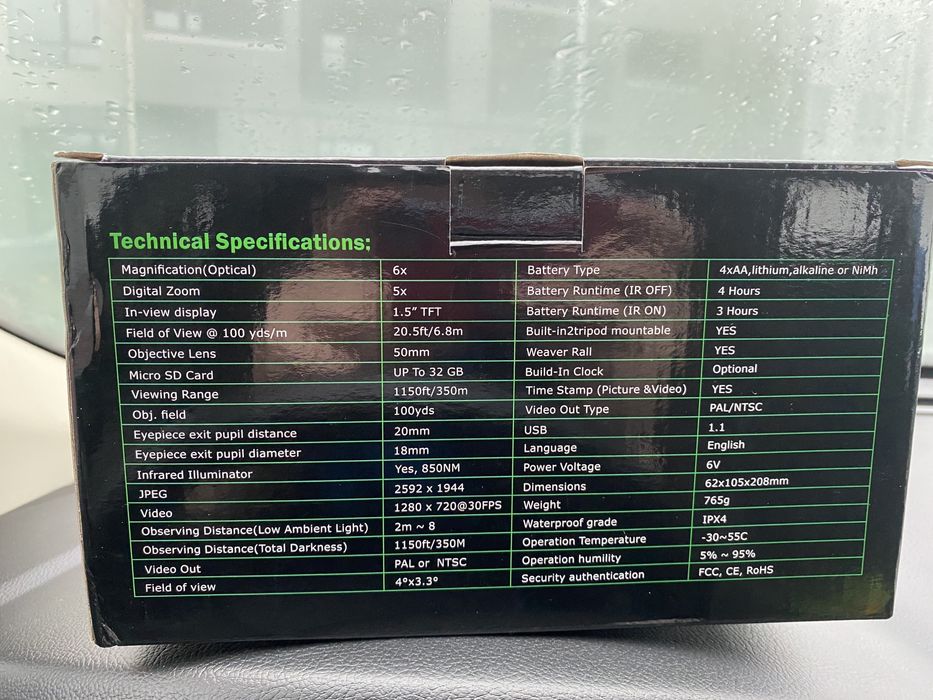 Technical Specifications:
Magnification(Optical) 6x Battery Type 4xAA,lithium,alkaline or NiMh
Digital Zoom 5x Battery Runtime (IR OFF) 4 Hours
In-view display 1.5" TFT Battery Runtime (IR ON) 3 Hours
Field of View @ 100 yds/m 20.5ft/6.8m Built-in2tripod mountable YES
Objective Lens 50mm Weaver Rall YES
Micro SD Card UP To 32 GB Build-In Clock Optional
Viewing Range 1150ft/350m Time Stamp (Picture &Video) YES
Obj. field 100yds Video Out Type PAL/NTSC
Eyepiece exit pupil distance 20mm USB 1.1
Eyepiece exit pupil diameter 18mm Language English
Infrared Illuminator Yes, 850NM Power Voltage 6V
JPEG 2592 x 1944 Dimensions 62x105x208mm
Video 1280 x 720@30FPS Weight 765g
Observing Distance(Low Ambient Light) 2m ~ 8 Waterproof grade IPX4
Observing Distance(Total Darkness) 1150ft/350M Operation Temperature -30~55C
Video Out PAL or NTSC Operation humility 5% ~ 95%
Field of view 4°x3.3° Security authentication FCC, CE, RoHS